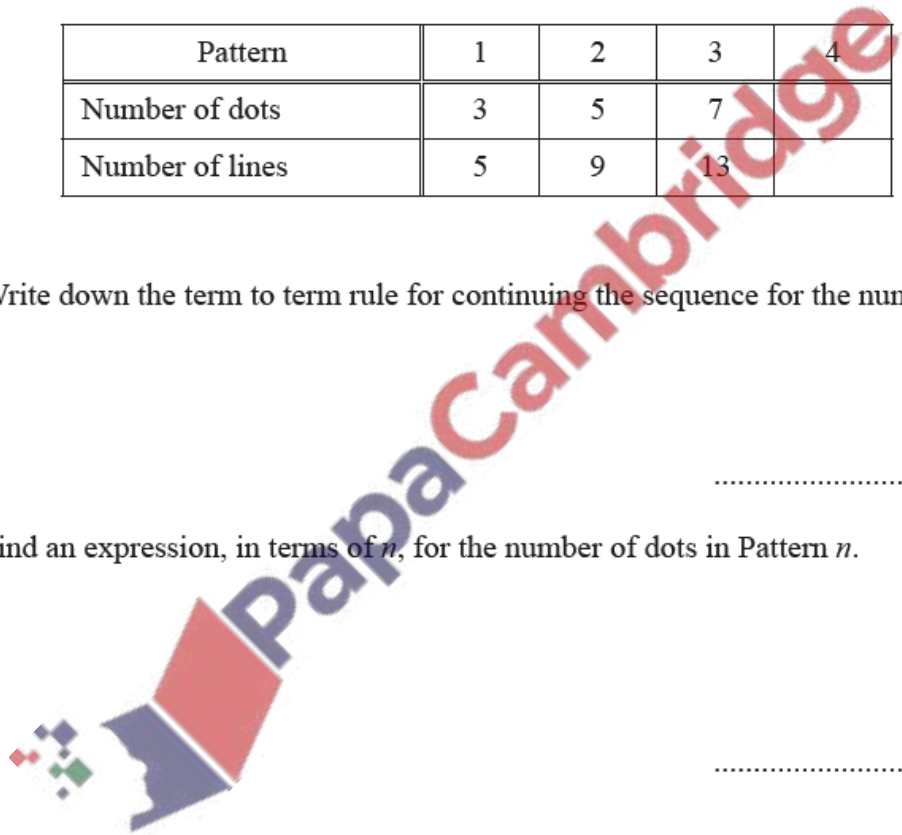 Pattern 1 2 3 4
Number of dots 3 5 7
Number of lines 5 9 13
rite down the term to term rule for continuing the sequence for the
ind an expression, in terms of n, for the number of dots in Pattern n.
PapaCambridge